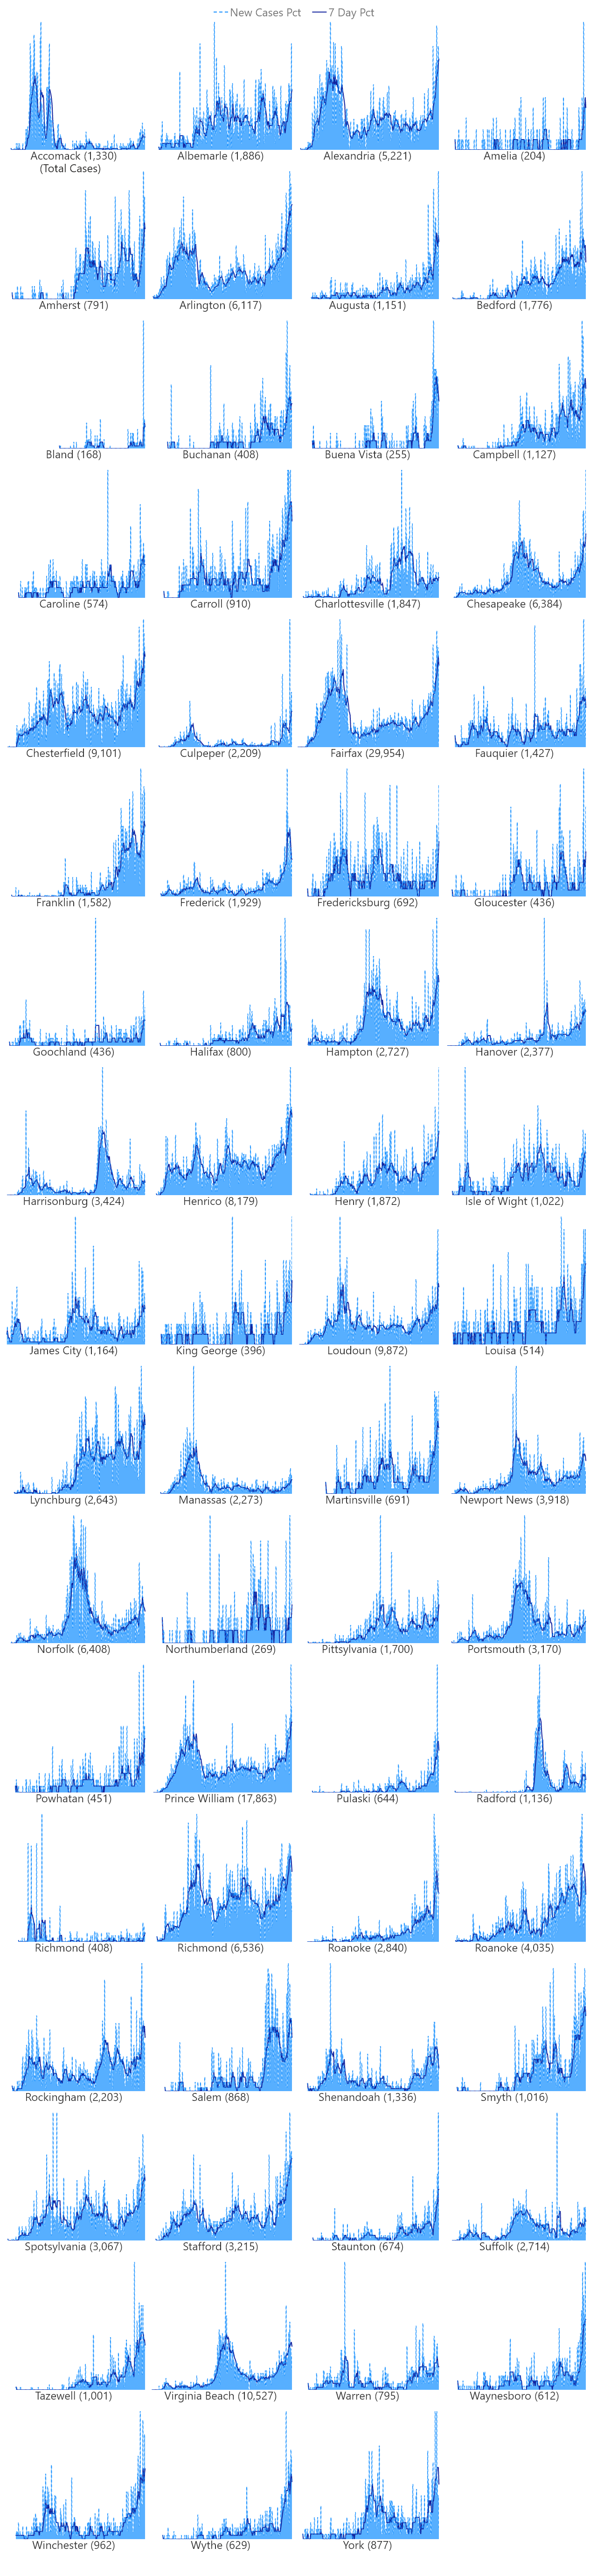 New Cases Pct 7 Day Pct
Accomack (1,330) Albemarle (1,886) Alexandria (5,221) Amelia (204)
(Total Cases)
Amherst (791) Arlington (6,117) Augusta (1,151) Bedford (1,776)
Bland (168) Buchanan (408) Buena Vista (255) Campbell (1,127)
Caroline (574) Carroll (910) Charlottesville (1,847) Chesapeake (6,384)
Chesterfield (9,101) Culpeper (2,209) Fairfax (29,954) Fauquier (1,427)
Franklin (1,582) Frederick (1,929) Fredericksburg (692) Gloucester (436)
Goochland (436) Halifax (800) Hampton (2,727) Hanover (2,377)
Harrisonburg (3,424) Henrico (8,179) Henry (1,872) Isle of Wight (1,022)
James City (1,164) King George (396) Loudoun (9,872) Louisa (514)
Lynchburg (2,643) Manassas (2,273) Martinsville (691) Newport News (3,918)
Norfolk (6,408) Northumberland (269) Pittsylvania (1,700) Portsmouth (3,170)
Powhatan (451) Prince William (17,863) Pulaski (644) Radford (1,136)
Richmond (408) Richmond (6,536) Roanoke (2,840) Roanoke (4,035)
Rockingham (2,203) Salem (868) Shenandoah (1,336) Smyth (1,016)
Spotsylvania (3,067) Stafford (3,215) Staunton (674) Suffolk (2,714)
Tazewell (1,001) Virginia Beach (10,527) Warren (795) Waynesboro (612)
Winchester (962) Wythe (629) York (877)